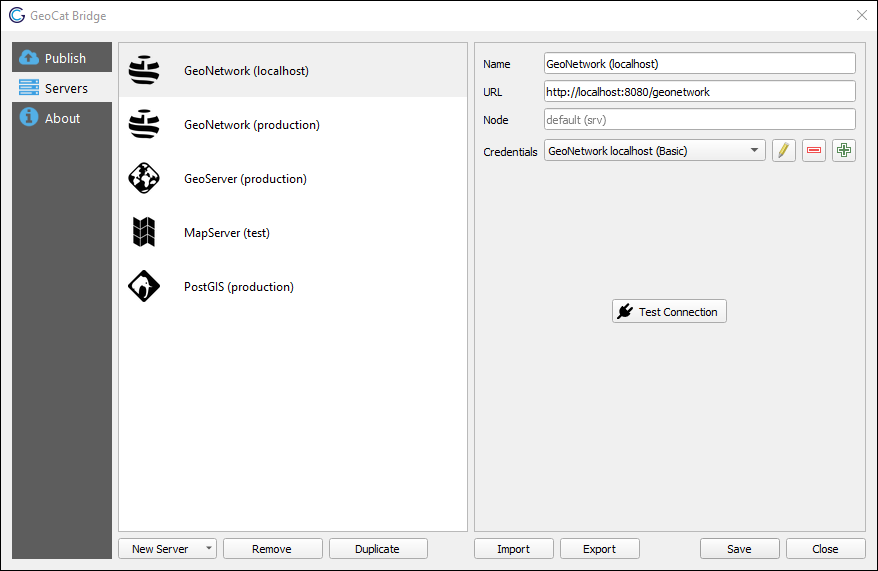 GeoCat Bridge
Publish
Servers
About
GeoNetwork (localhost)
GeoNetwork (production)
GeoServer (production)
MapServer (test)
PostGIS (production)
Name GeoNetwork (localhost)
URL http://localhost:8080/geonetwork
Node default (srv)
Credentials GeoNetwork localhost (Basic)
Test Connection
New Server Remove Duplicate Import Export Save Close